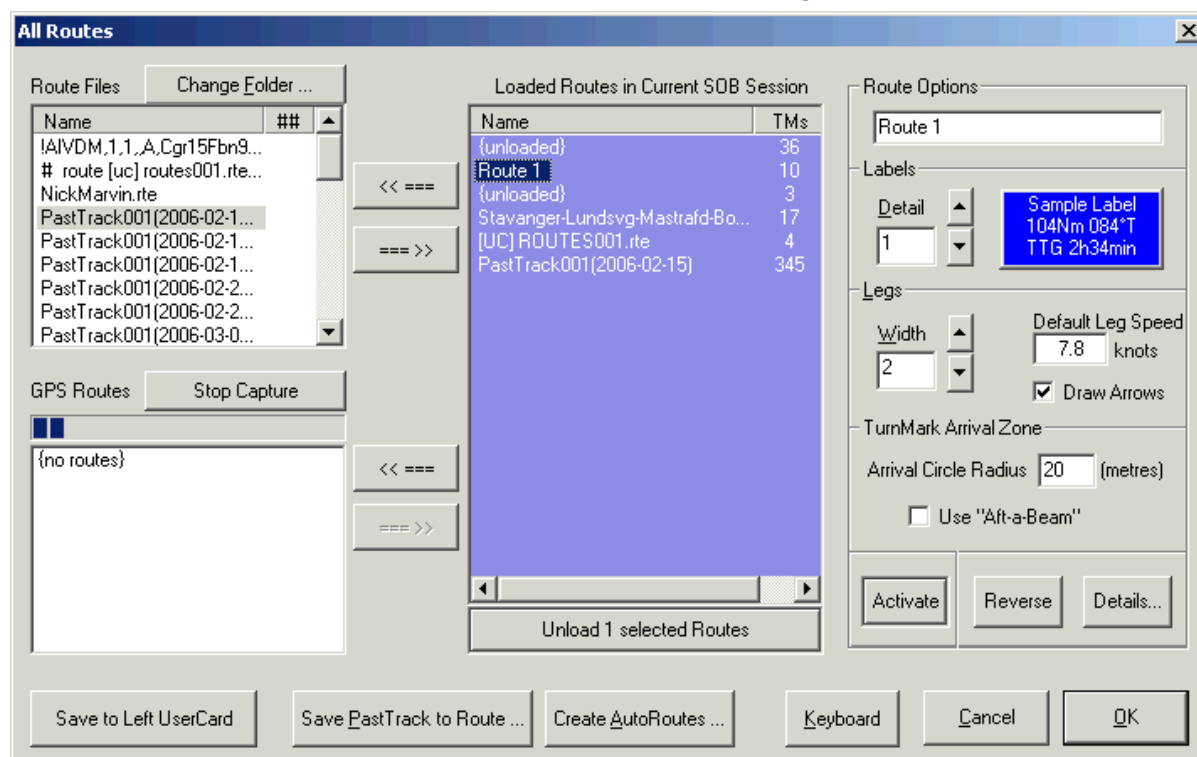 All Routes
Route Files
Change Folder ...
Name ##
!AIVDM,1,1,,A,Cgr15Fbn9...
# route [uc] routes001.rte...
NickMarvin.rte
PastTrack001(2006-02-1...
PastTrack001(2006-02-1...
PastTrack001(2006-02-1...
PastTrack001(2006-02-2...
PastTrack001(2006-02-2...
PastTrack001(2006-03-0...
GPS Routes
Stop Capture
{no routes}
<< ===
=== >>
<< ===
=== >>
Loaded Routes in Current SOB Session
Name TMs
{unloaded} 36
Route 1 10
{unloaded} 3
Stavanger-Lundsvg-Mastrafd-Bo... 17
[UC] ROUTES001.rte 4
PastTrack001(2006-02-15) 345
Unload 1 selected Routes
Route Options
Route 1
Labels
Detail
1
Sample Label
104Nm 084°T
TTG 2h34min
Legs
Width
2
Default Leg Speed
7.8 knots
Draw Arrows
TurnMark Arrival Zone
Arrival Circle Radius 20 (metres)
Use "Aft-a-Beam"
Activate
Reverse
Details...
Save to Left UserCard
Save PastTrack to Route ...
Create AutoRoutes ...
Keyboard
Cancel
OK